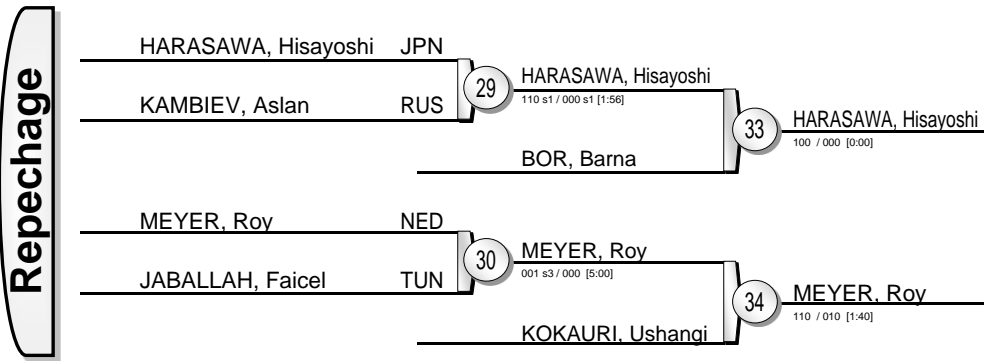 Repechage
HARASAWA, Hisayoshi JPN
KAMBIEV, Aslan RUS
29
HARASAWA, Hisayoshi
110 s1 / 000 s1 [1:56]
BOR, Barna
33
HARASAWA, Hisayoshi
100 / 000 [0:00]
MEYER, Roy NED
JABALLAH, Faicel TUN
30
MEYER, Roy
001 s3 / 000 [5:00]
KOKAURI, Ushangi
34
MEYER, Roy
110 / 010 [1:40]